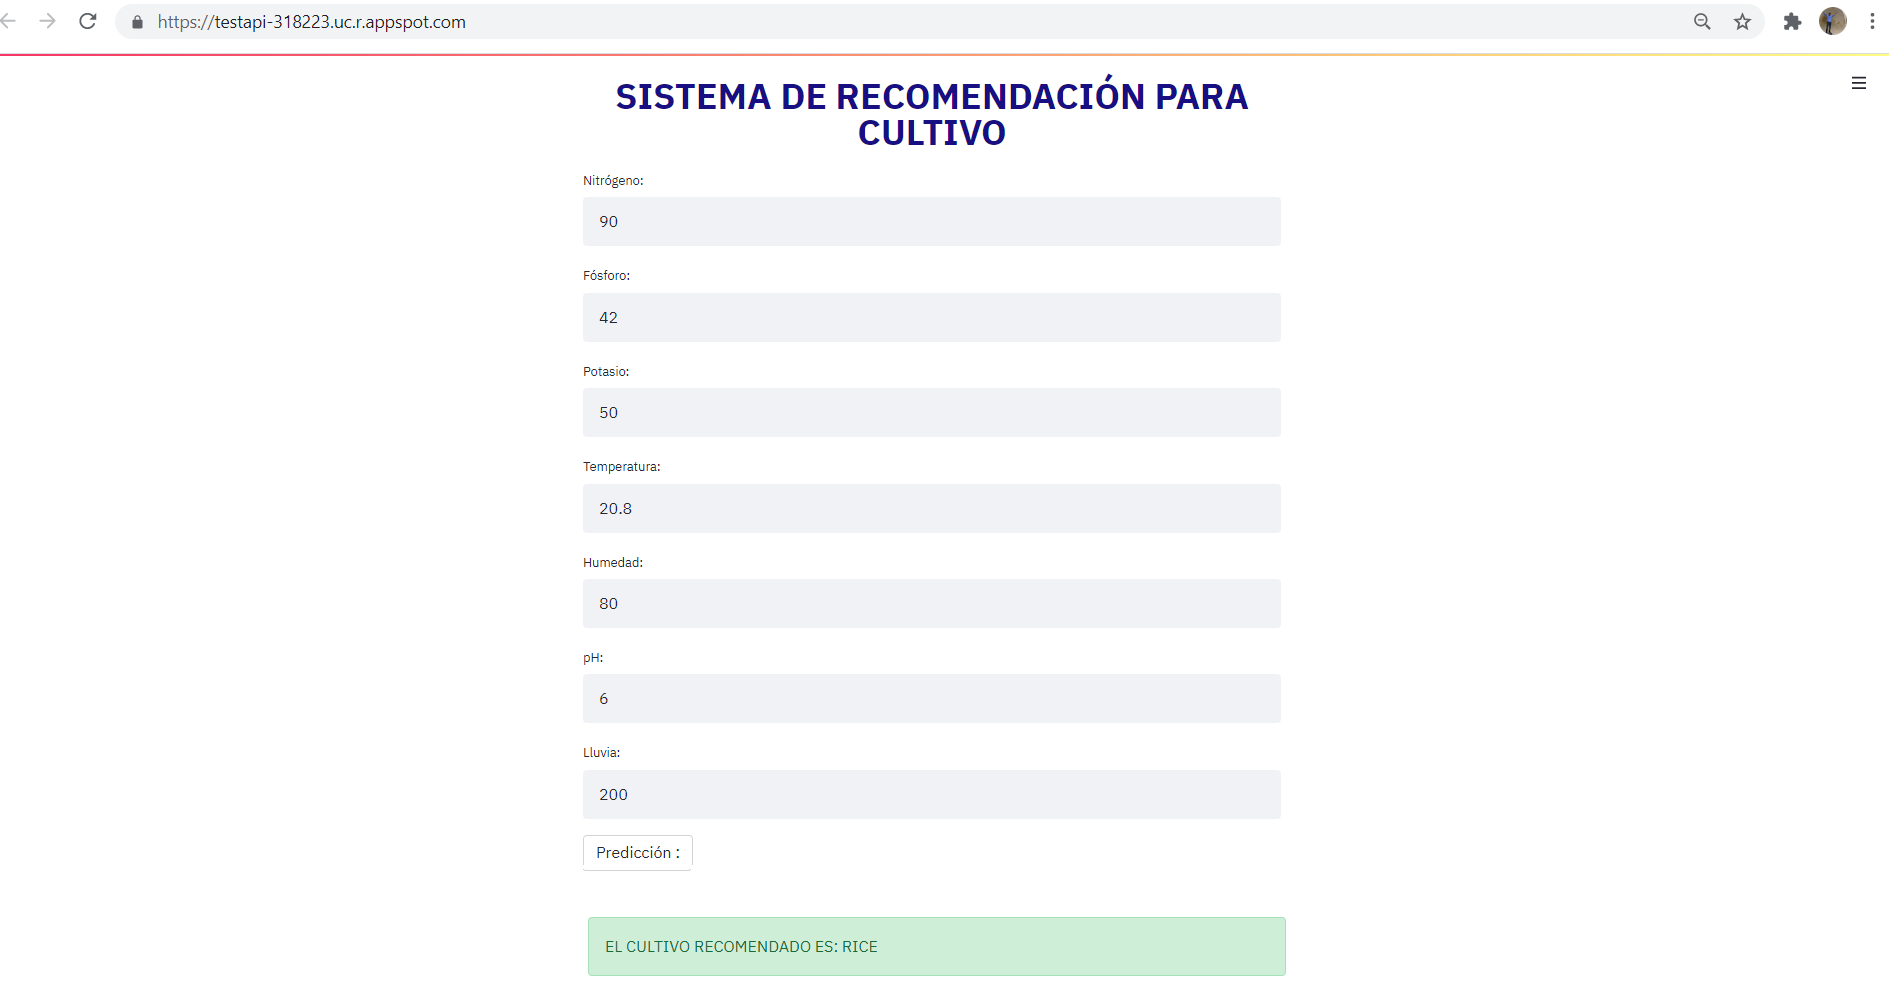 https://testapi-318223.uc.r.appspot.com
SISTEMA DE RECOMENDACIÓN PARA
CULTIVO
Nitrógeno:
90
Fósforo:
42
Potasio:
50
Temperatura:
20.8
Humedad:
80
pH:
6
Lluvia:
200
Predicción :
EL CULTIVO RECOMENDADO ES: RICE